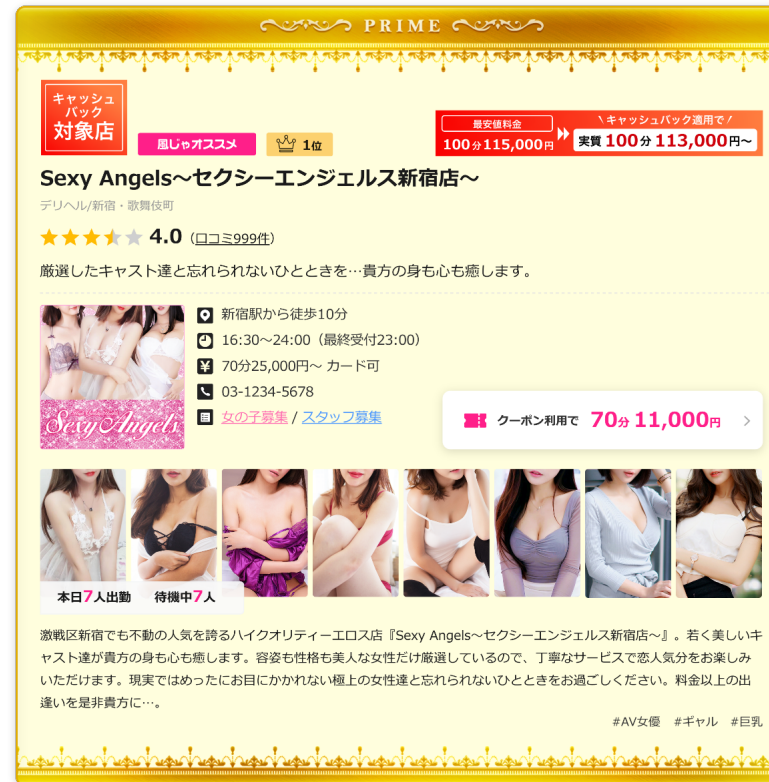 PRIME
キャッシュ
バック
対象店
風じゃオススメ
1位
最安値料金
100分115,000円
\キャッシュバック適用で/
実質 100分 113,000円〜
Sexy Angels〜セクシーエンジェルス新宿店〜
デリヘル/新宿・歌舞伎町
4.0（口コミ999件）
厳選したキャスト達と忘れられないひとときを…貴方の身も心も癒します。
新宿駅から徒歩10分
16:30〜24:00（最終受付23:00）
70分25,000円〜 カード可
03-1234-5678
女の子募集 / スタッフ募集
Sexy Angels
クーポン利用で 70分 11,000円
本日7人出勤 待機中7人
激戦区新宿でも不動の人気を誇るハイクオリティーエロス店『Sexy Angels〜セクシーエンジェルス新宿店〜』。若く美しいキ
ャスト達が貴方の身も心も癒します。容姿も性格も美人な女性だけ厳選しているので、丁寧なサービスで恋人気分をお楽しみ
いただけます。現実ではめったにお目にかかれない極上の女性達と忘れられないひとときをお過ごしください。料金以上の出
逢いを是非貴方に…。
#AV女優 #ギャル #巨乳